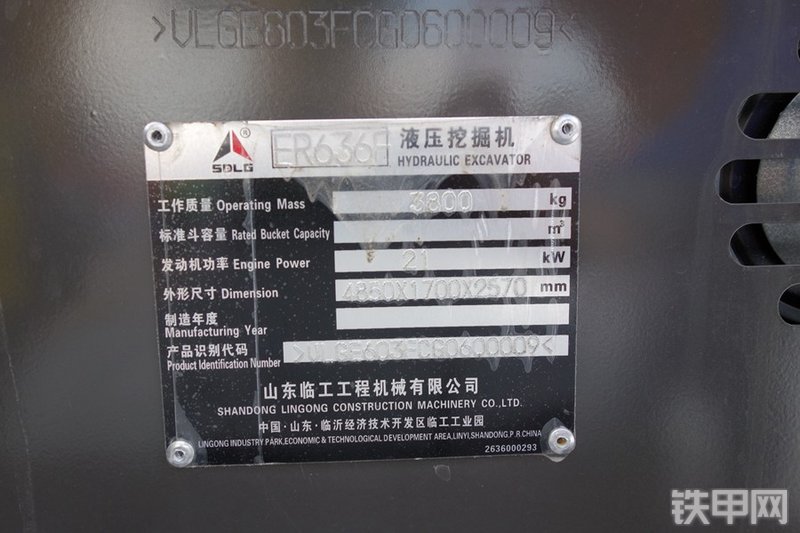 >VLGE603FCG0600009<
SDLG ® ER636F 液压挖掘机
HYDRAULIC EXCAVATOR
工作质量 Operating Mass 3800 kg
标准斗容量 Rated Bucket Capacity m³
发动机功率 Engine Power 21 kW
外形尺寸 Dimension 4850X1700X2570 mm
制造年度
Manufacturing Year
产品识别代码
Product Identification Number >VLGE603FCG0600009<
山东临工工程机械有限公司
SHANDONG LINGONG CONSTRUCTION MACHINERY CO.,LTD.
中国·山东·临沂经济技术开发区临工工业园
LINGONG INDUSTRY PARK,ECONOMIC & TECHNOLOGICAL DEVELOPMENT AREA,LINYI,SHANDONG,P.R.CHINA
2636000293
铁甲网